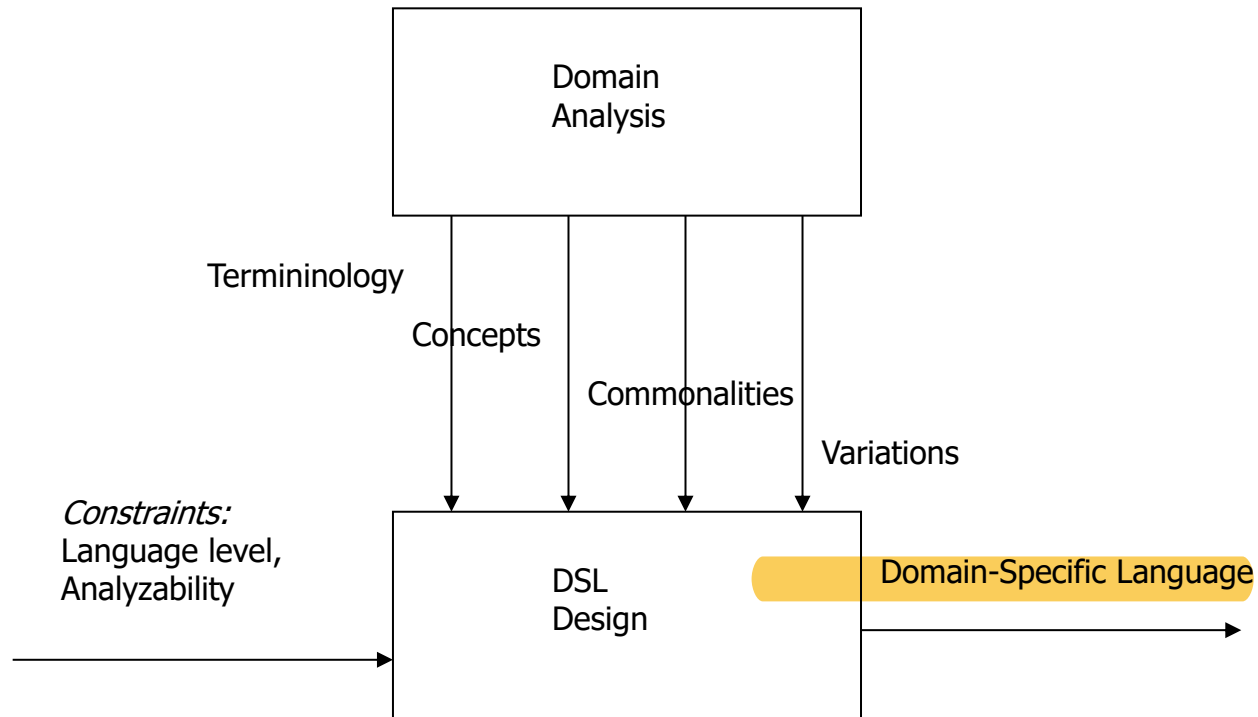 Domain
Analysis
Termininology
Concepts
Commonalities
Variations
Constraints:
Language level,
Analyzability
DSL
Design
Domain-Specific Language